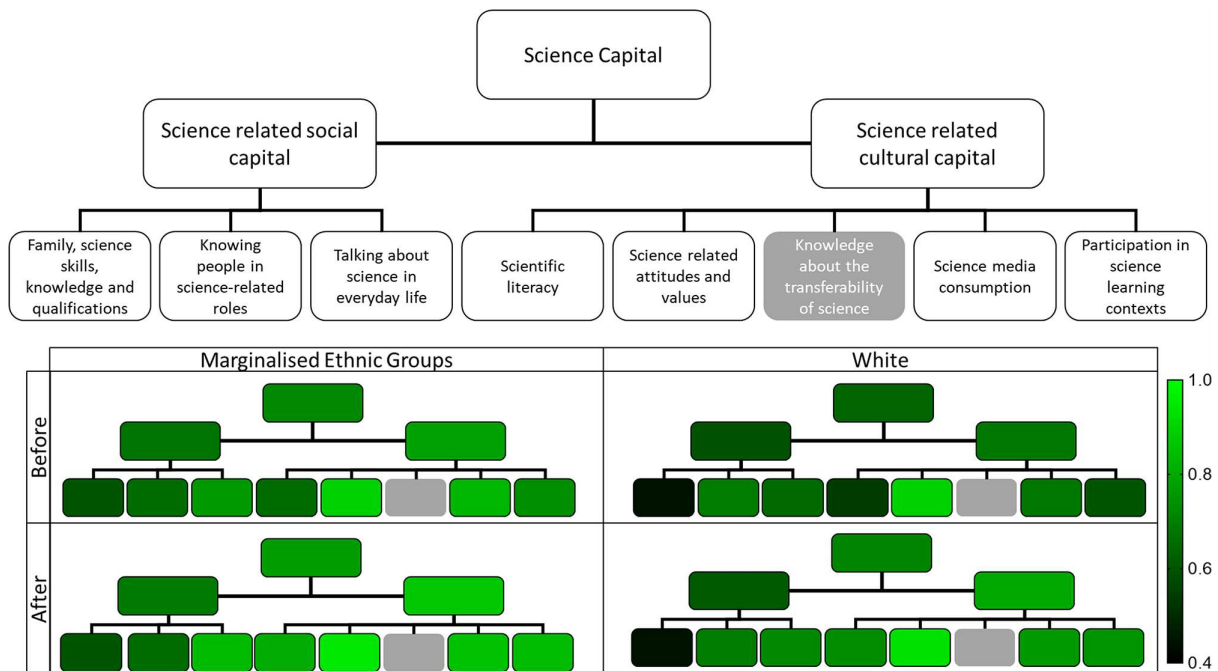 Science Capital
Science related social
capital
Science related
cultural capital
Family, science
skills,
knowledge and
qualifications
Knowing
people in
science-related
roles
Talking about
science in
everyday life
Scientific
literacy
Science related
attitudes and
values
Knowledge
about the
transferability
of science
Science media
consumption
Participation in
science
learning
contexts
Marginalised Ethnic Groups
White
Before
After
1.0
0.8
0.6
0.4